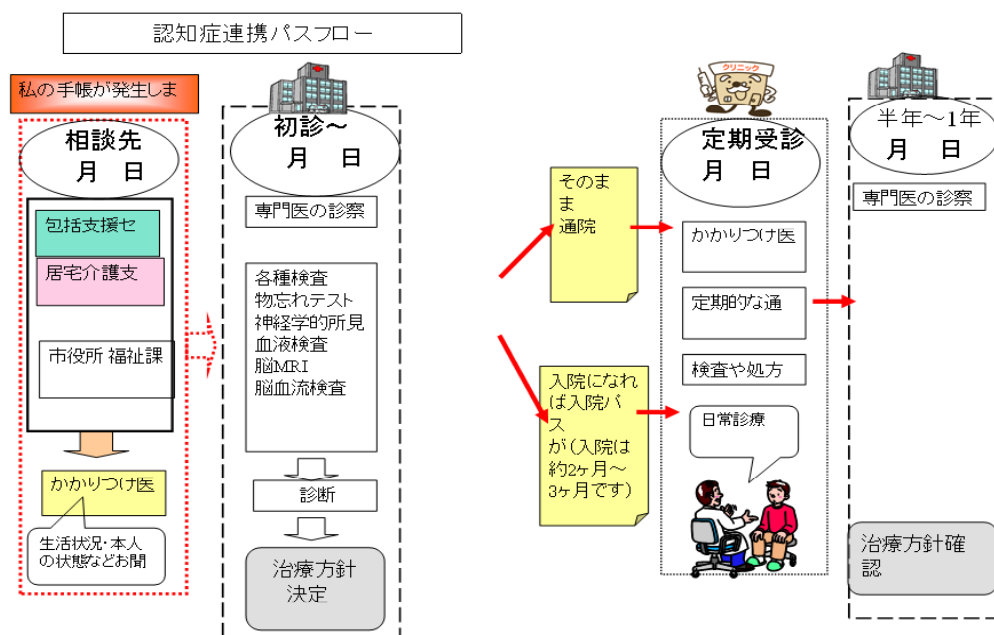 認知症連携パスフロー
私の手帳が発生しま
相談先
月　日
包括支援セ
居宅介護支
市役所 福祉課
かかりつけ医
生活状況・本人
の状態などお聞
初診～
月　日
専門医の診察
各種検査
物忘れテスト
神経学的所見
血液検査
脳MRI
脳血流検査
診断
治療方針
決定
そのま
ま
通院
入院になれ
ば入院パ
ス
が(入院は
約2ヶ月～
3ヶ月です)
クリニック
定期受診
月　日
かかりつけ医
定期的な通
検査や処方
日常診療
半年～1年
月　日
専門医の診察
治療方針確
認